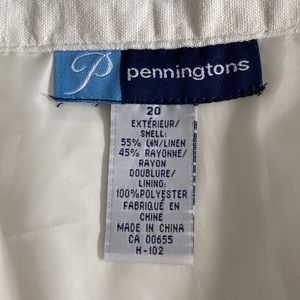 P penningtons
20
EXTÉRIEUR/
SHELL:
55% LIN/LINEN
45% RAYONNE/
RAYON
DOUBLURE/
LINING:
100%POLYESTER
FABRIQUÉ EN
CHINE
MADE IN CHINA
CA 00655
H-102